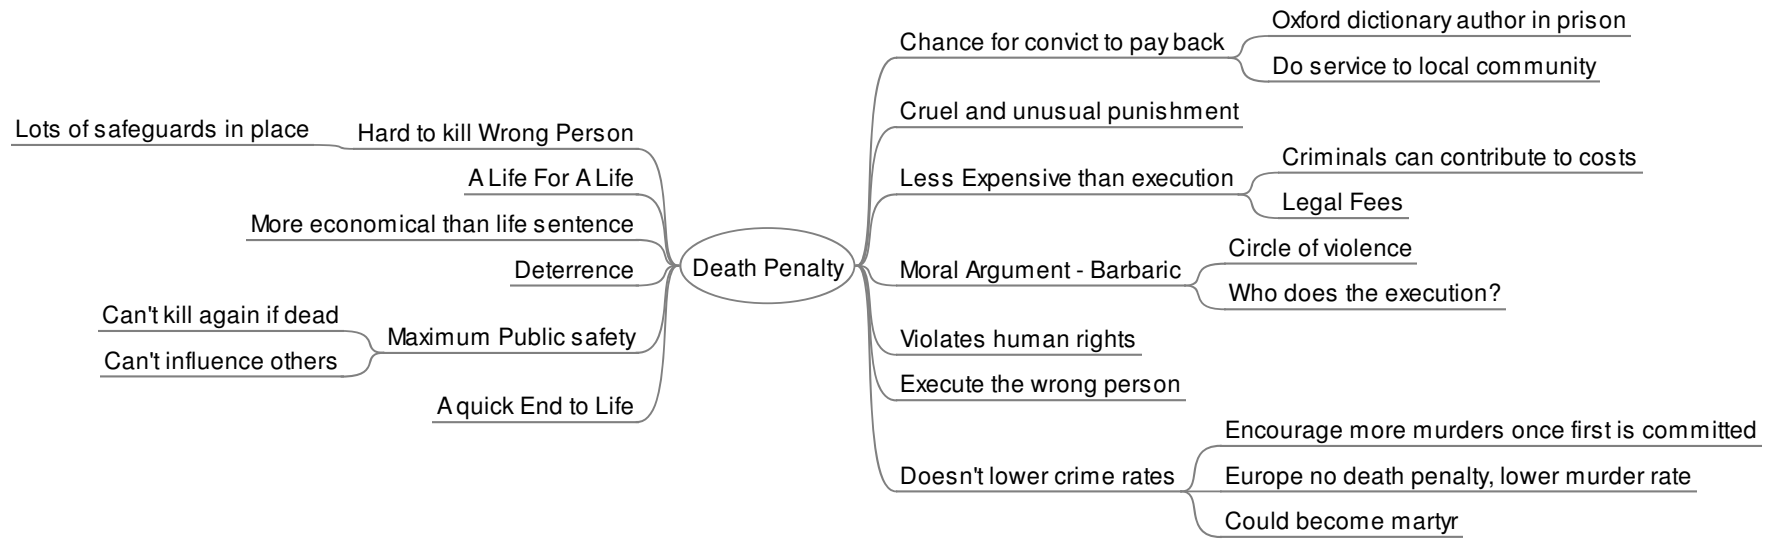 Lots of safeguards in place
Hard to kill Wrong Person
A Life For A Life
More economical than life sentence
Deterrence
Can't kill again if dead
Can't influence others
Maximum Public safety
A quick End to Life
Death Penalty
Chance for convict to pay back
Oxford dictionary author in prison
Do service to local community
Cruel and unusual punishment
Less Expensive than execution
Criminals can contribute to costs
Legal Fees
Moral Argument - Barbaric
Circle of violence
Who does the execution?
Violates human rights
Execute the wrong person
Doesn't lower crime rates
Encourage more murders once first is committed
Europe no death penalty, lower murder rate
Could become martyr